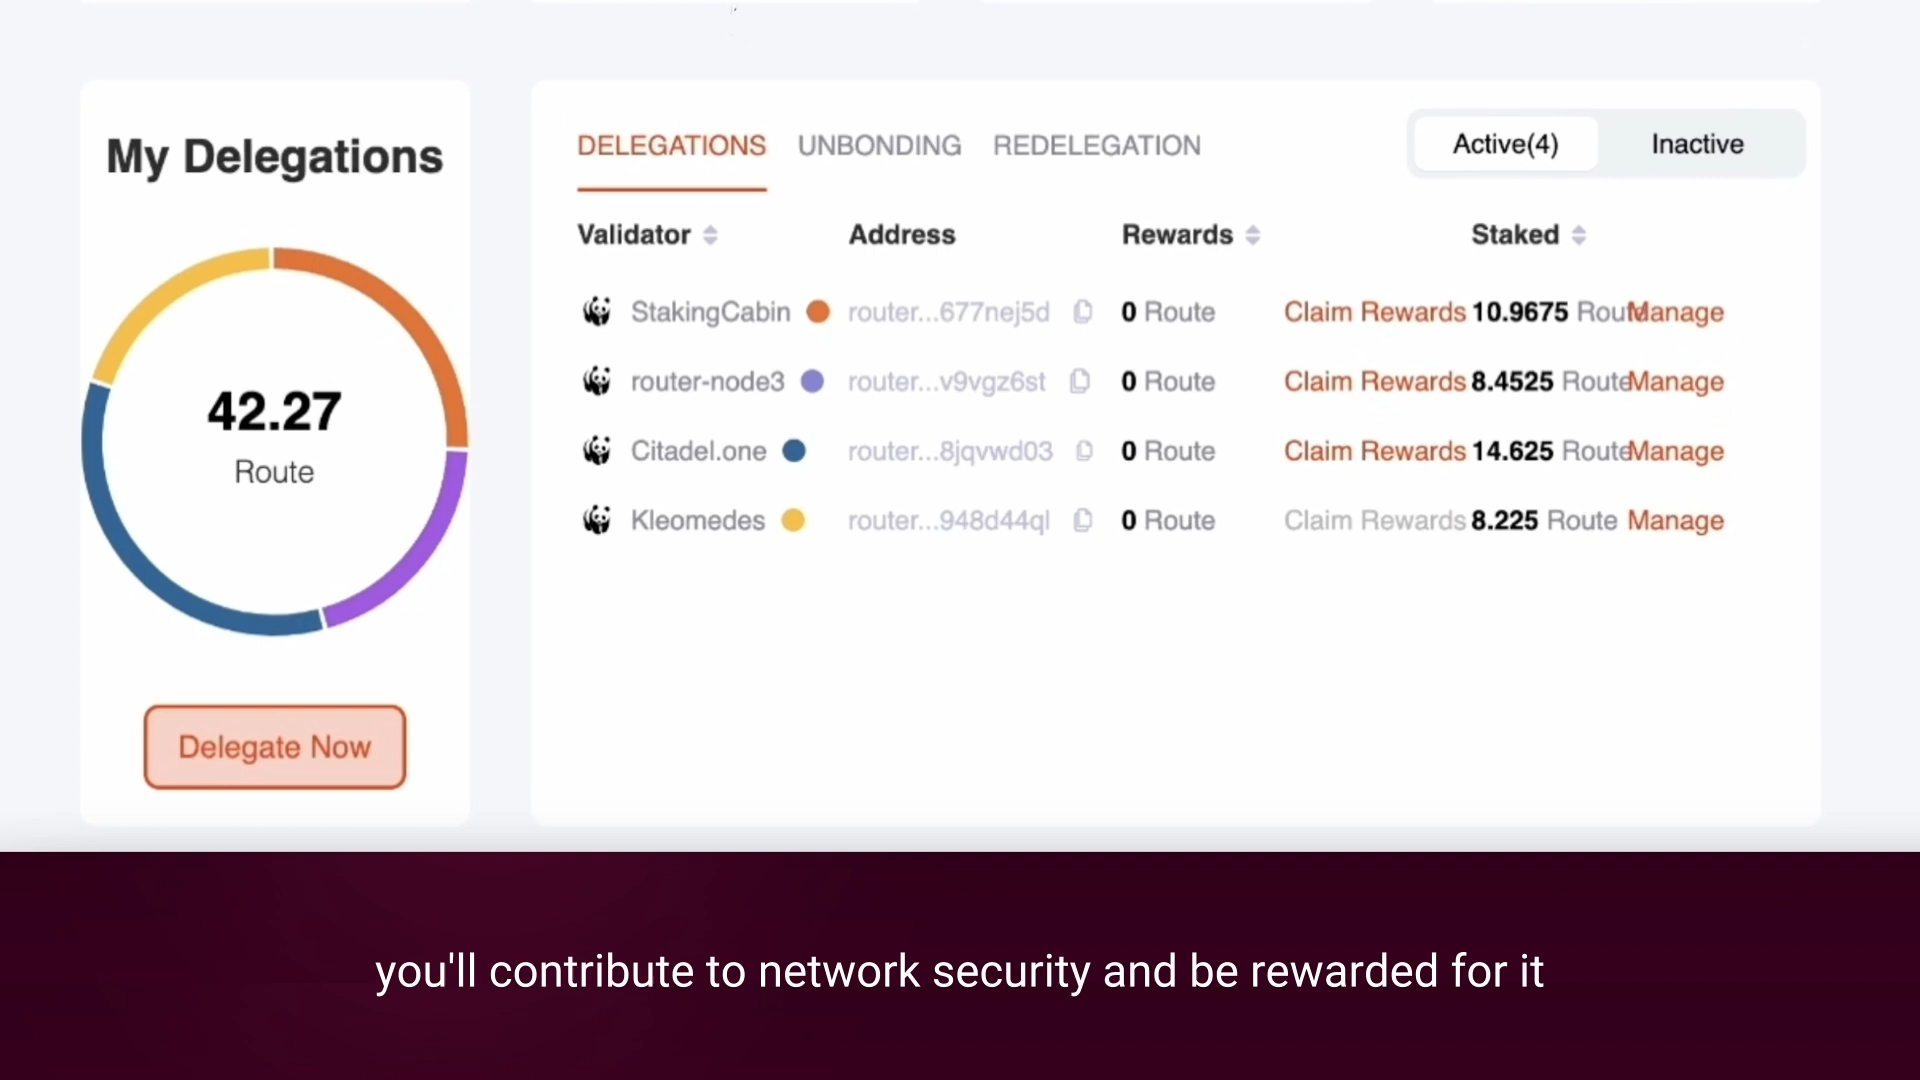 My Delegations
42.27
Route
Delegate Now
DELEGATIONS UNBONDING REDELEGATION
Active(4) Inactive
Validator Address Rewards Staked
StakingCabin router...677nej5d 0 Route Claim Rewards 10.9675 Route Manage
router-node3 router...v9vgz6st 0 Route Claim Rewards 8.4525 Route Manage
Citadel.one router...8jqvwd03 0 Route Claim Rewards 14.625 Route Manage
Kleomedes router...948d44ql 0 Route Claim Rewards 8.225 Route Manage
you'll contribute to network security and be rewarded for it